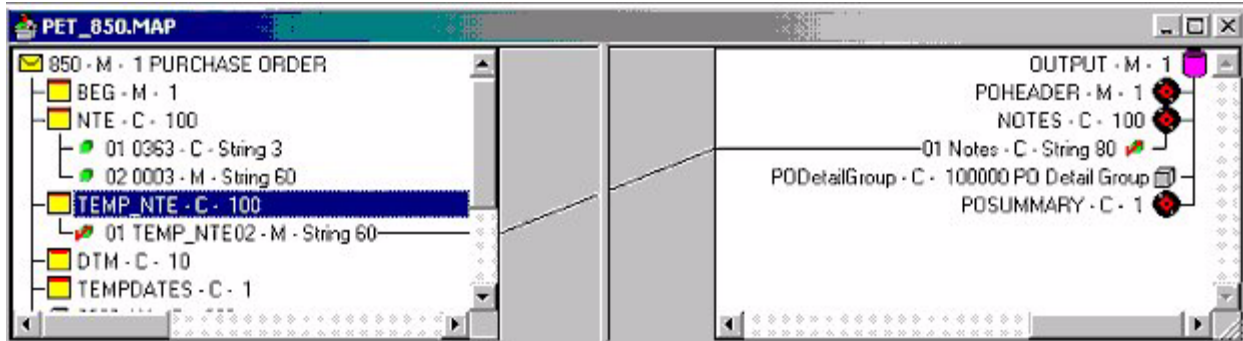 PET_850.MAP
850 - M - 1 PURCHASE ORDER
BEG - M - 1
NTE - C - 100
01 0363 - C - String 3
02 0003 - M - String 60
TEMP_NTE - C - 100
01 TEMP_NTE02 - M - String 60
DTM - C - 10
TEMPDATES - C - 1
OUTPUT - M - 1
POHEADER - M - 1
NOTES - C - 100
01 Notes - C - String 80
PODetailGroup - C - 100000 PO Detail Group
POSUMMARY - C - 1